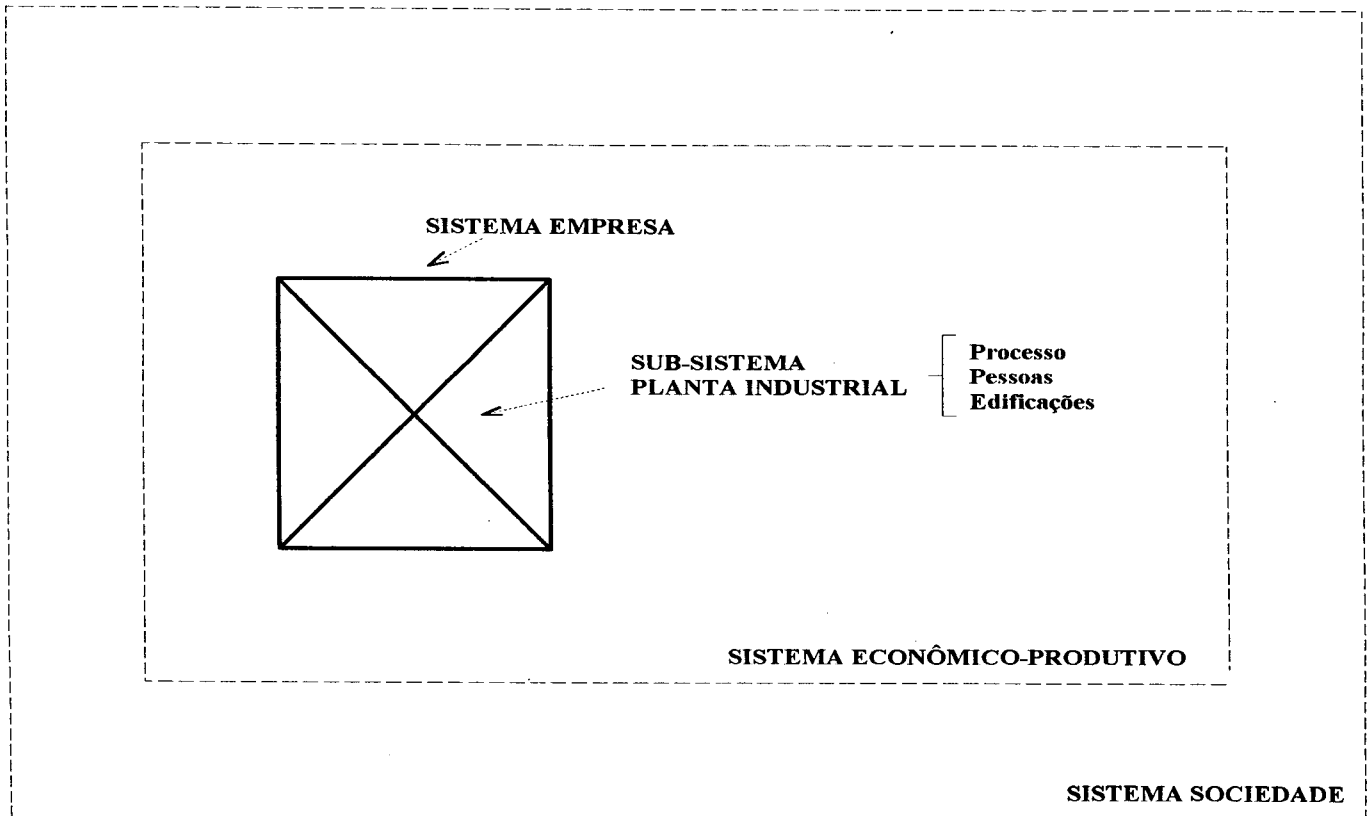 SISTEMA EMPRESA
SUB-SISTEMA
PLANTA INDUSTRIAL
Processo
Pessoas
Edificações
SISTEMA ECONÔMICO-PRODUTIVO
SISTEMA SOCIEDADE